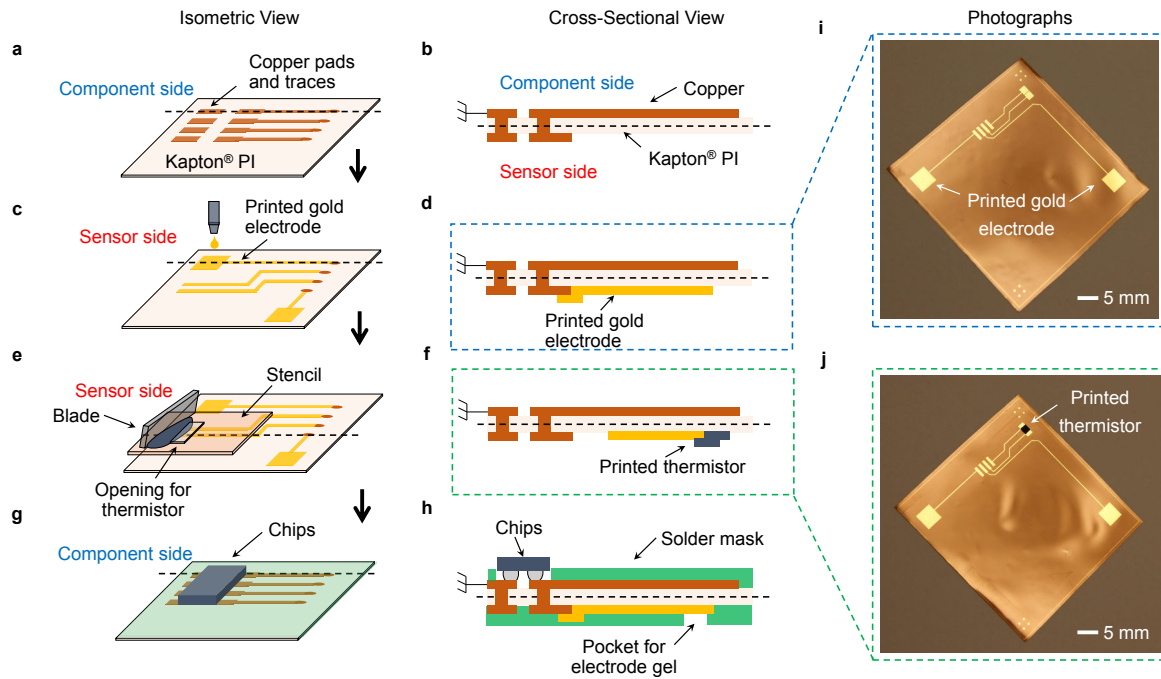 Isometric View
Cross-Sectional View
Photographs
a
Copper pads
and traces
Component side
Kapton® PI
b
Component side
Copper
Kapton® PI
Sensor side
i
Printed gold
electrode
5 mm
c
Printed gold
electrode
Sensor side
d
Printed gold
electrode
e
Sensor side
Stencil
Blade
Opening for
thermistor
f
Printed thermistor
j
Printed
thermistor
5 mm
g
Chips
Component side
h
Chips
Solder mask
Pocket for
electrode gel